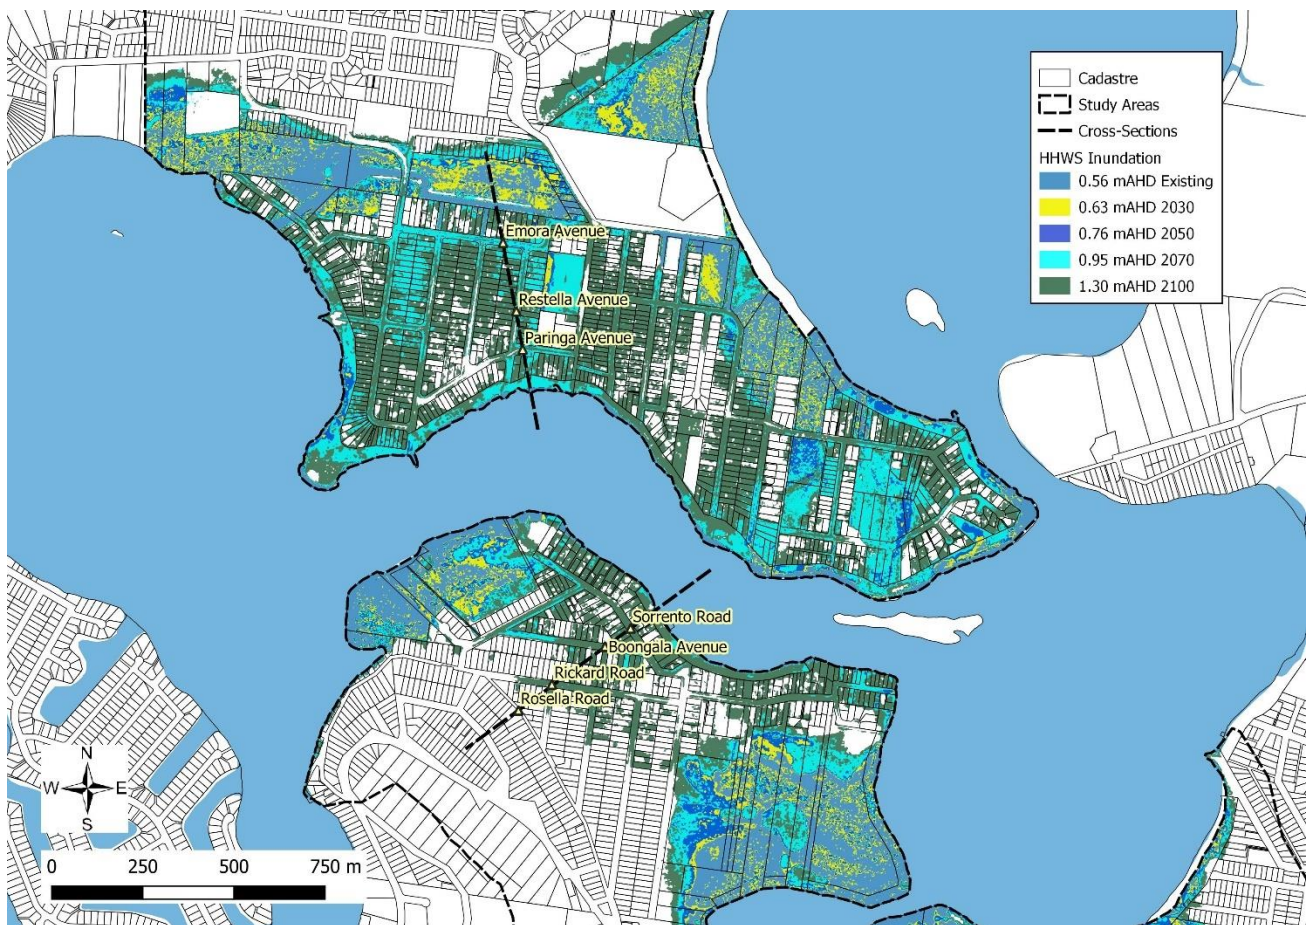 Cadastre
Study Areas
Cross-Sections
HHWS Inundation
0.56 mAHD Existing
0.63 mAHD 2030
0.76 mAHD 2050
0.95 mAHD 2070
1.30 mAHD 2100
Emora Avenue
Restella Avenue
Paringa Avenue
Sorrento Road
Boongala Avenue
Rickard Road
Rosella Road
N
W E
S
0 250 500 750 m